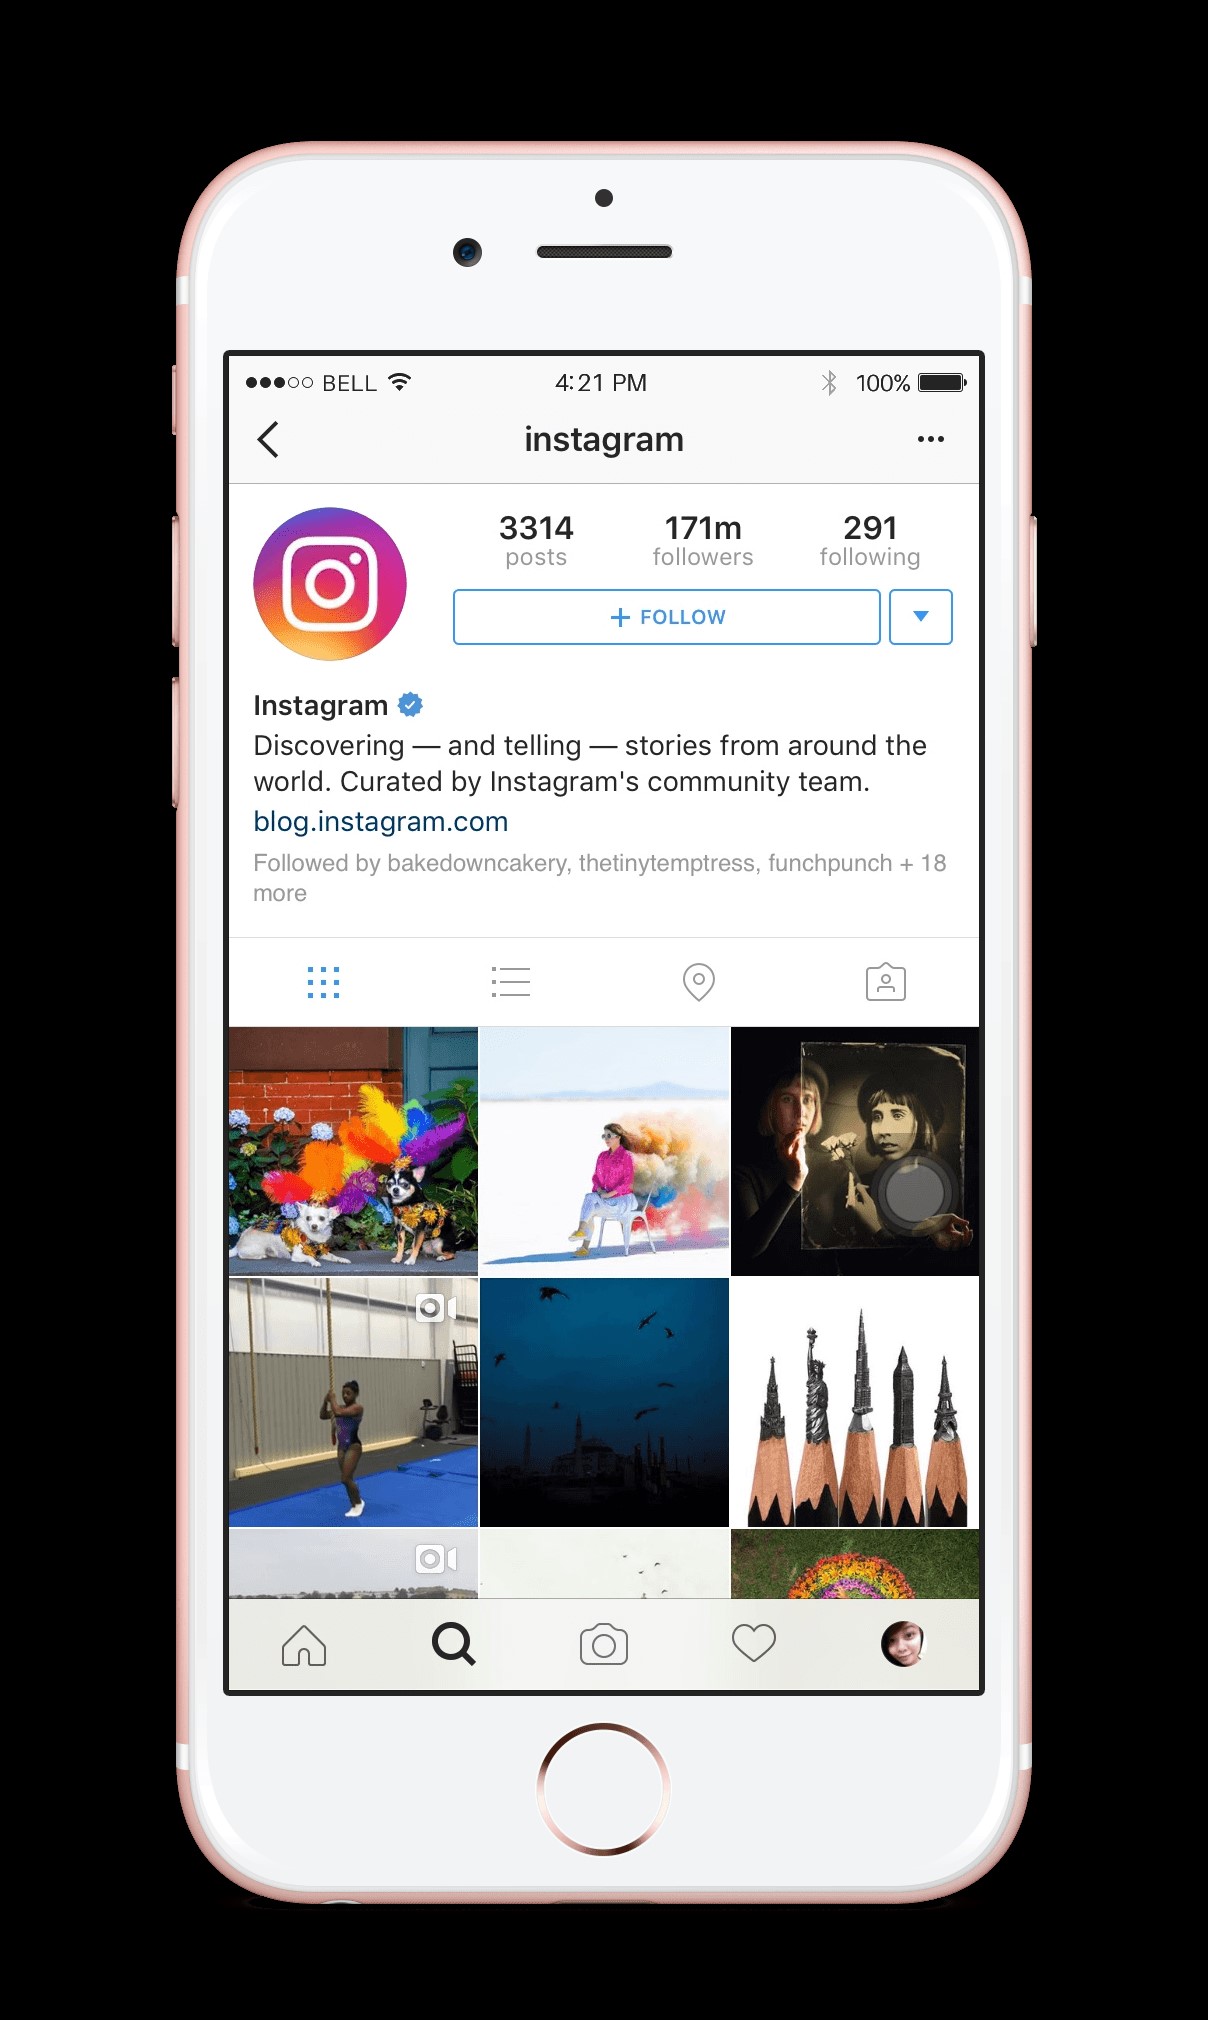 BELL 4:21 PM 100%
instagram
3314 171m 291
posts followers following
+ FOLLOW
Instagram
Discovering — and telling — stories from around the
world. Curated by Instagram's community team.
blog.instagram.com
Followed by bakedowncakery, thetinytemptress, funchpunch + 18
more